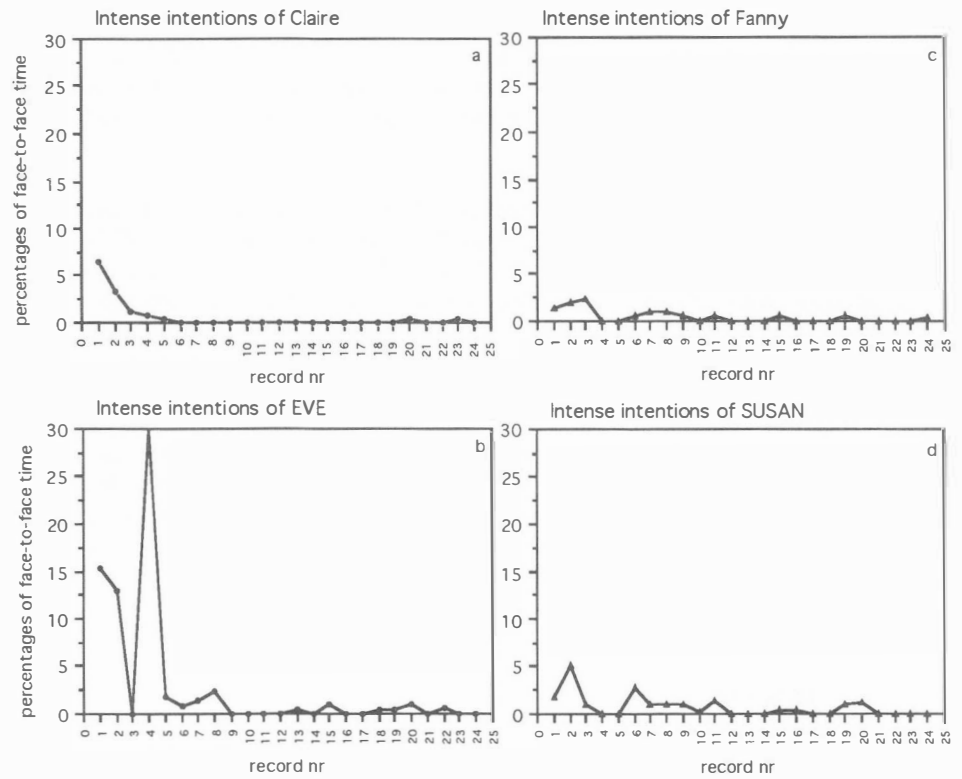 Intense intentions of Claire
percentages of face-to-face time
30
25
20
15
10
5
0
a
0 1 2 3 4 5 6 7 8 9 10 11 12 13 14 15 16 17 18 19 20 21 22 23 24 25
record nr
Intense intentions of Fanny
30
25
20
15
10
5
0
c
0 1 2 3 4 5 6 7 8 9 10 11 12 13 14 15 16 17 18 19 20 21 22 23 24 25
record nr
Intense intentions of EVE
percentages of face-to-face time
30
25
20
15
10
5
0
b
0 1 2 3 4 5 6 7 8 9 10 11 12 13 14 15 16 17 18 19 20 21 22 23 24 25
record nr
Intense intentions of SUSAN
30
25
20
15
10
5
0
d
0 1 2 3 4 5 6 7 8 9 10 11 12 13 14 15 16 17 18 19 20 21 22 23 24 25
record nr